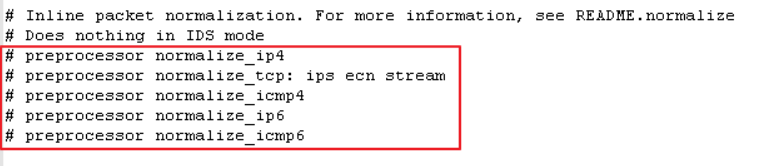 # Inline packet normalization. For more information, see README.normalize
# Does nothing in IDS mode
# preprocessor normalize_ip4
# preprocessor normalize_tcp: ips ecn stream
# preprocessor normalize_icmp4
# preprocessor normalize_ip6
# preprocessor normalize_icmp6